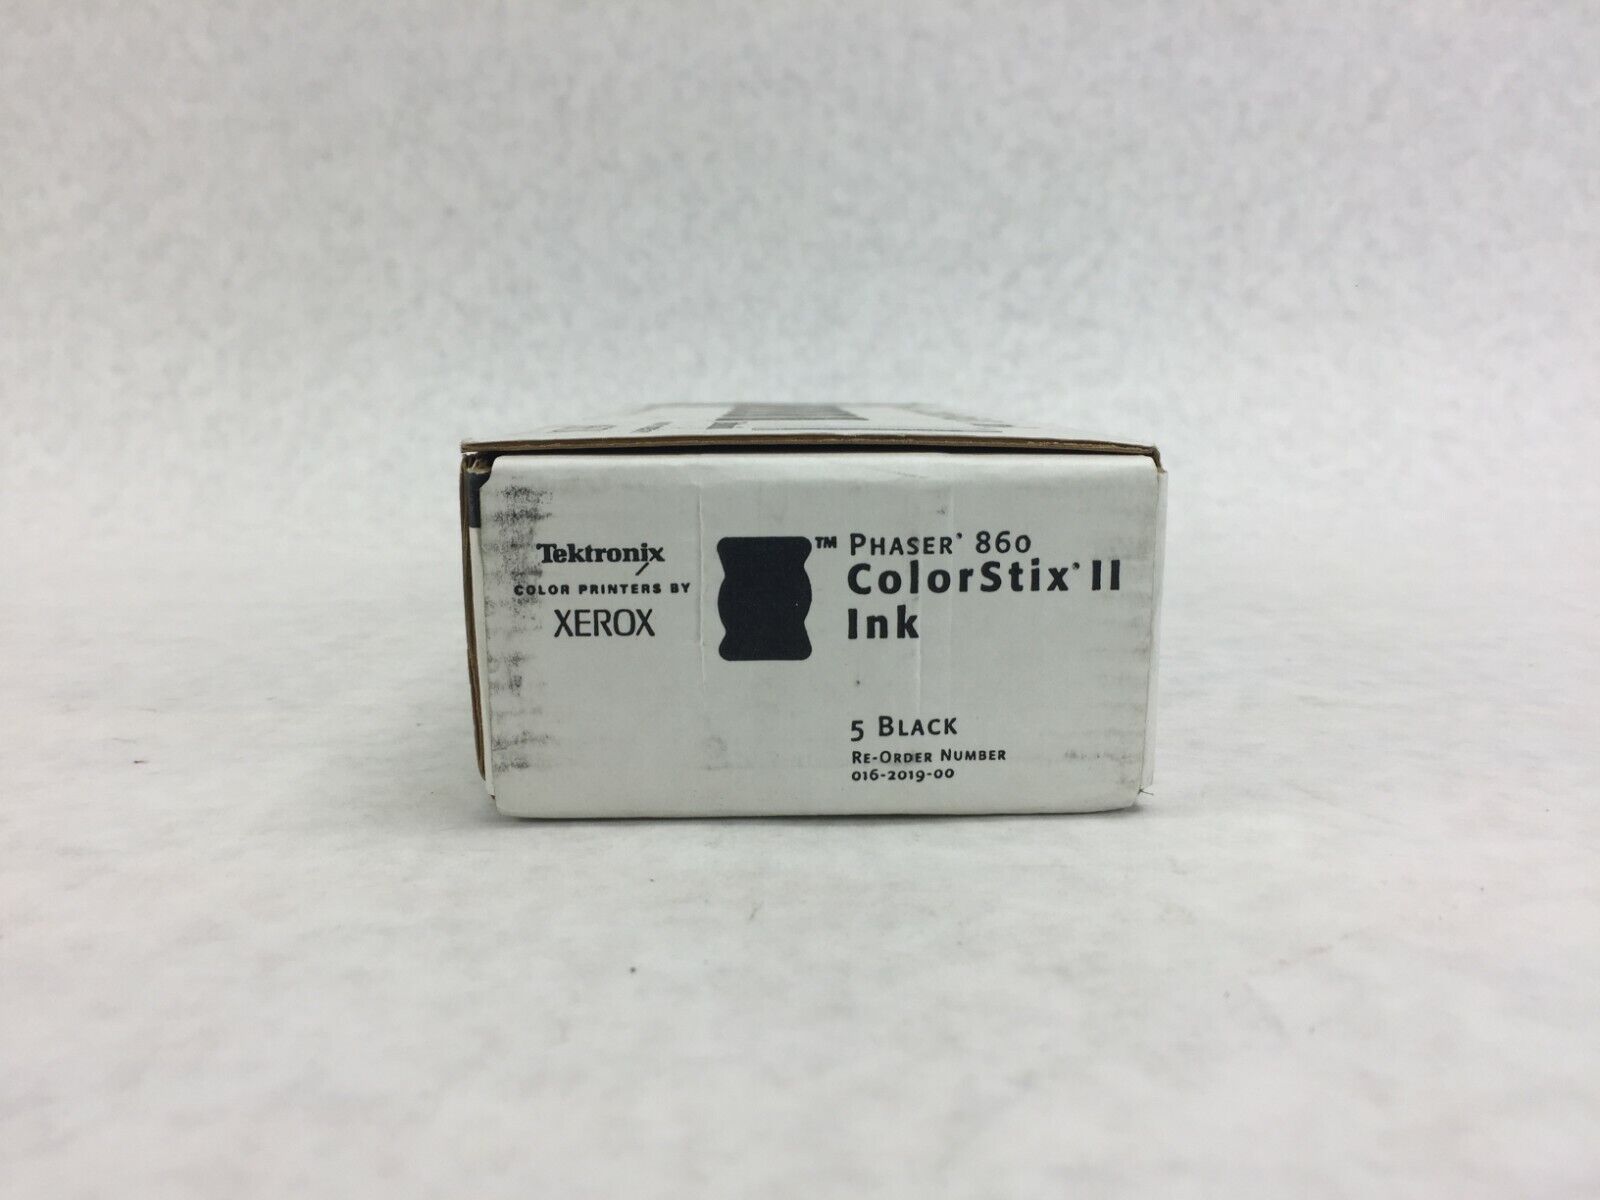 Tektronix
COLOR PRINTERS BY
XEROX
™ PHASER® 860
ColorStix® II
Ink
5 BLACK
RE-ORDER NUMBER
016-2019-00